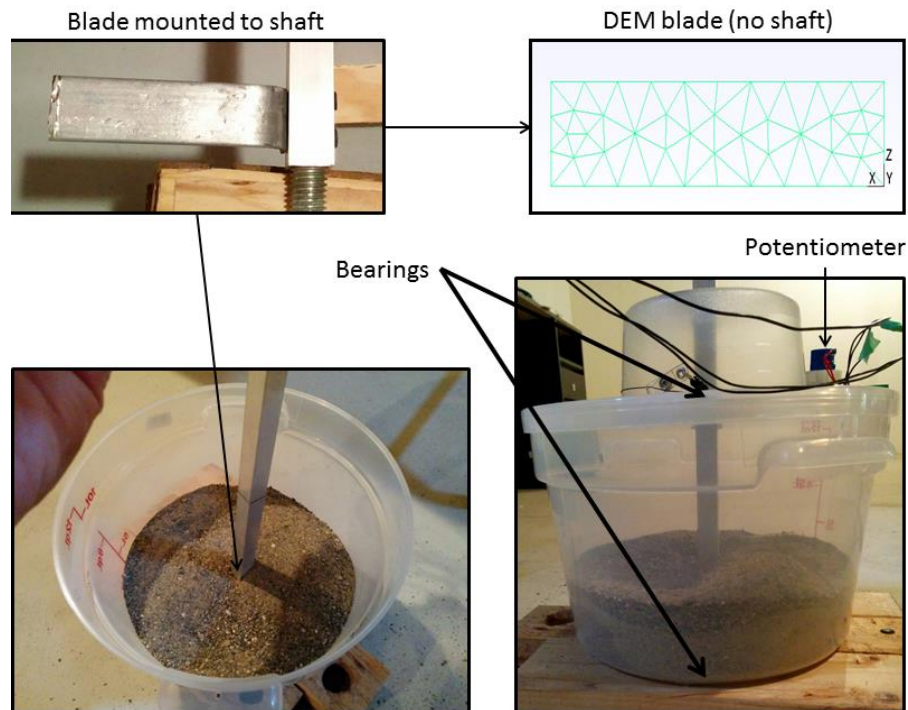 Blade mounted to shaft
DEM blade (no shaft)
Z
X Y
Bearings
Potentiometer